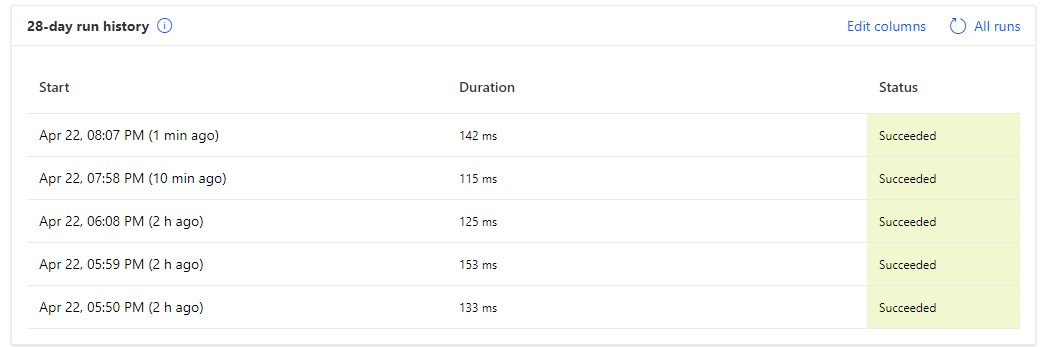 28-day run history Edit columns All runs
Start Duration Status
Apr 22, 08:07 PM (1 min ago) 142 ms Succeeded
Apr 22, 07:58 PM (10 min ago) 115 ms Succeeded
Apr 22, 06:08 PM (2 h ago) 125 ms Succeeded
Apr 22, 05:59 PM (2 h ago) 153 ms Succeeded
Apr 22, 05:50 PM (2 h ago) 133 ms Succeeded